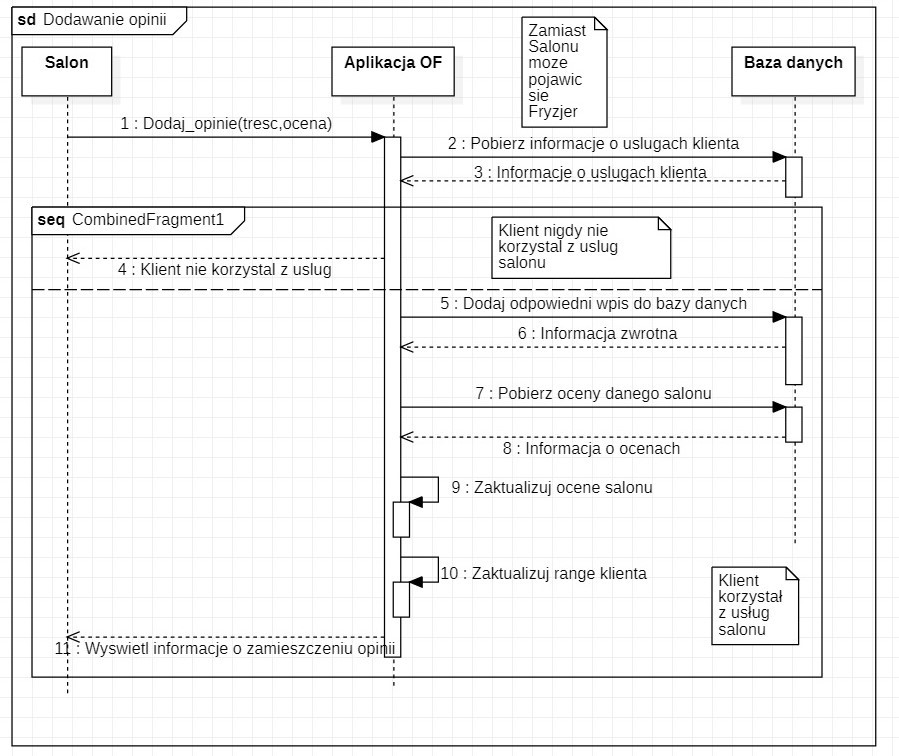 sd Dodawanie opinii
Zamiast
Salonu
moze
pojawic
sie
Fryzjer
Salon
Aplikacja OF
Baza danych
1 : Dodaj_opinie(tresc,ocena)
2 : Pobierz informacje o uslugach klienta
3 : Informacje o uslugach klienta
seq CombinedFragment1
Klient nigdy nie
korzystal z uslug
salonu
4 : Klient nie korzystal z uslug
5 : Dodaj odpowiedni wpis do bazy danych
6 : Informacja zwrotna
7 : Pobierz oceny danego salonu
8 : Informacja o ocenach
9 : Zaktualizuj ocene salonu
10 : Zaktualizuj range klienta
Klient
korzystał
z usług
salonu
11 : Wyswietl informacje o zamieszczeniu opinii